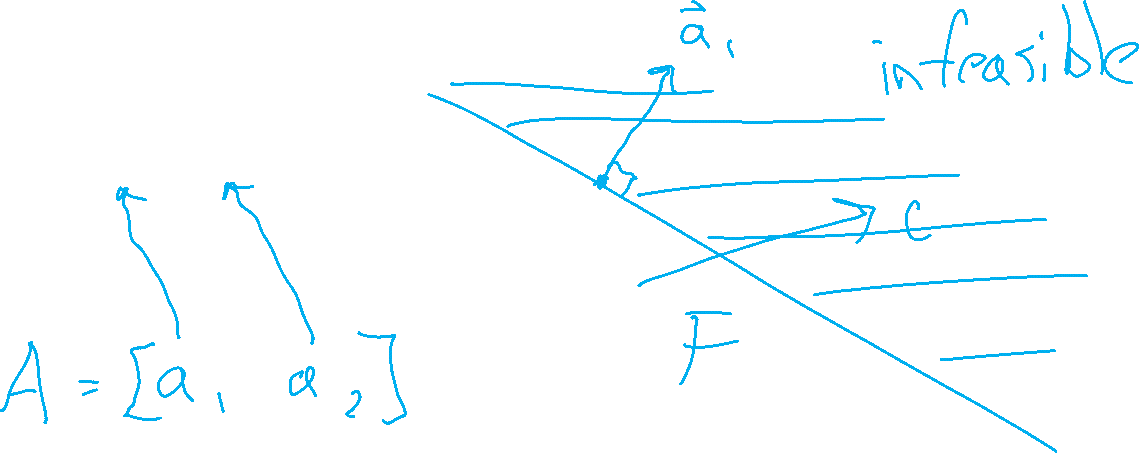 a⃗₁
infeasible
C
F
A = [a₁ a₂]